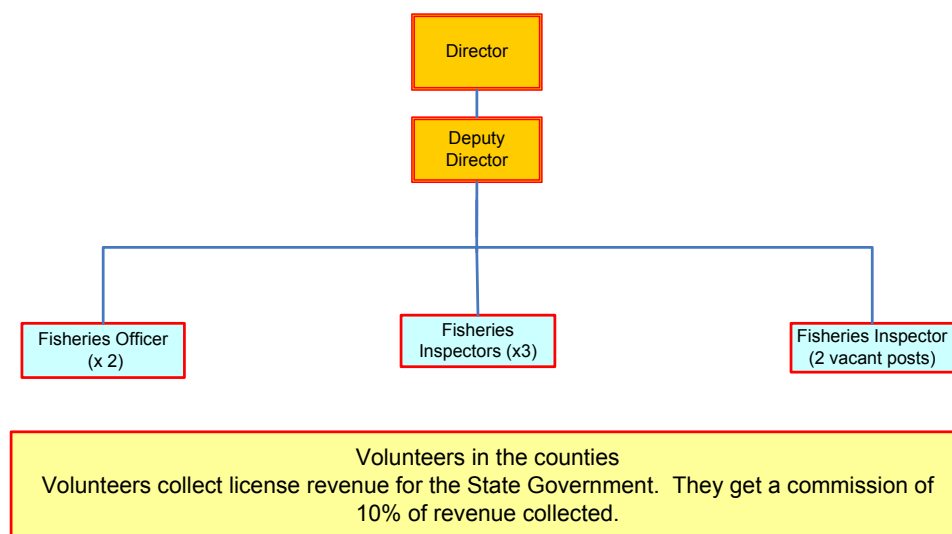 Director
Deputy
Director
Fisheries Officer
(x 2)
Fisheries
Inspectors (x3)
Fisheries Inspector
(2 vacant posts)
Volunteers in the counties
Volunteers collect license revenue for the State Government.  They get a commission of
10% of revenue collected.